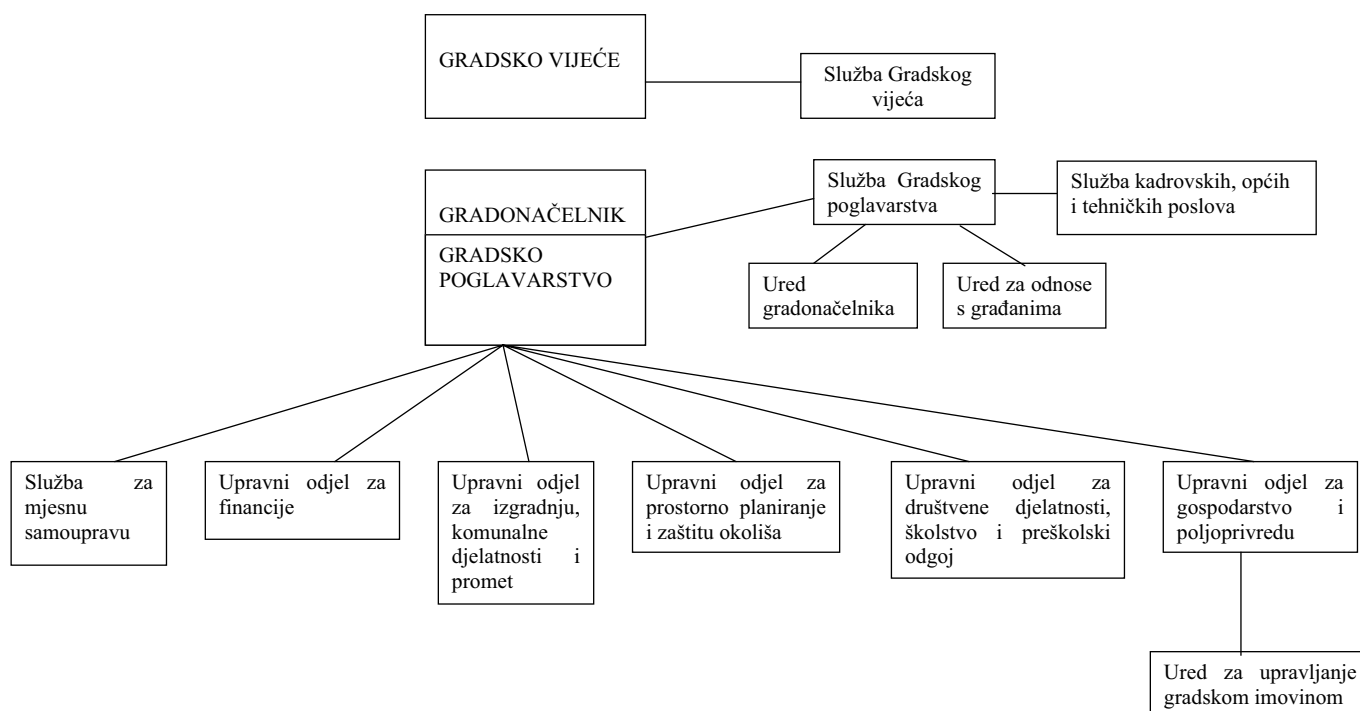 GRADSKO VIJEĆE
Služba Gradskog
vijeća
GRADONAČELNIK
GRADSKO
POGLAVARSTVO
Služba Gradskog
poglavarstva
Služba kadrovskih, općih
i tehničkih poslova
Ured
gradonačelnika
Ured za odnose
s građanima
Služba za
mjesnu
samoupravu
Upravni odjel za
financije
Upravni odjel
za izgradnju,
komunalne
djelatnosti i
promet
Upravni odjel za
prostorno planiranje
i zaštitu okoliša
Upravni odjel za
društvene djelatnosti,
školstvo i preškolski
odgoj
Upravni odjel za
gospodarstvo i
poljoprivredu
Ured za upravljanje
gradskom imovinom